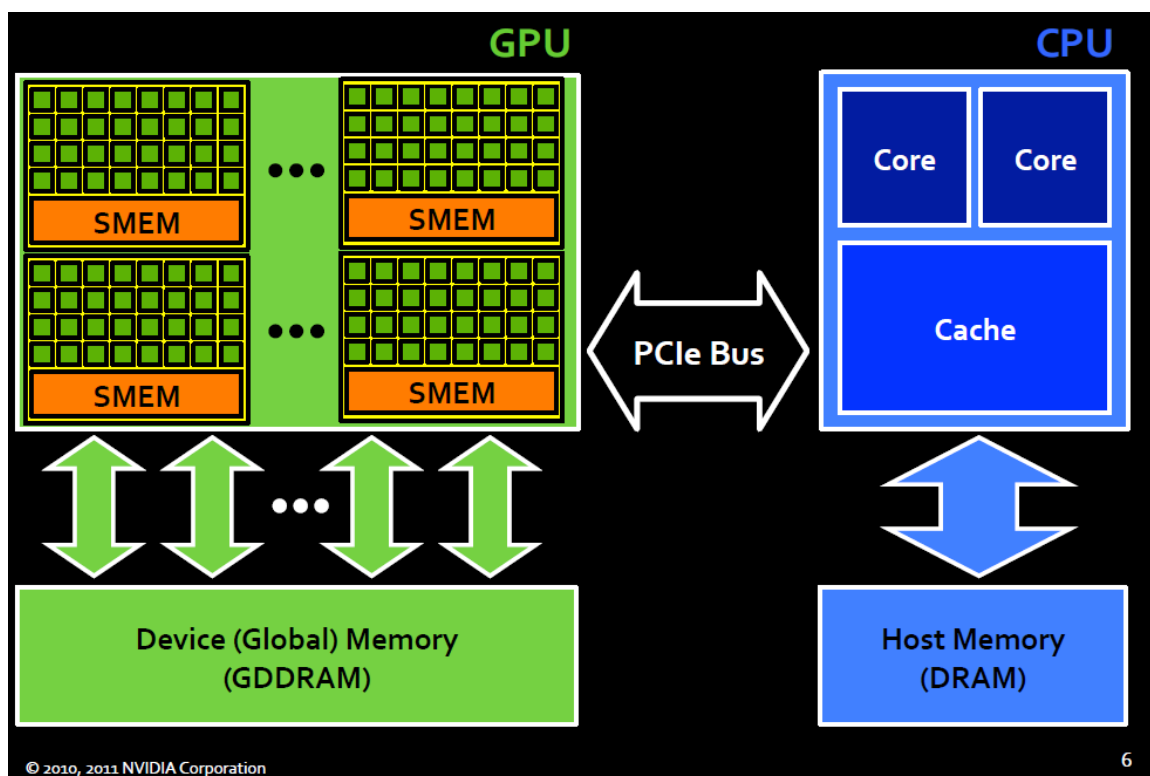 GPU
CPU
SMEM
SMEM
SMEM
SMEM
Core
Core
Cache
PCIe Bus
Device (Global) Memory
(GDDRAM)
Host Memory
(DRAM)
© 2010, 2011 NVIDIA Corporation
6